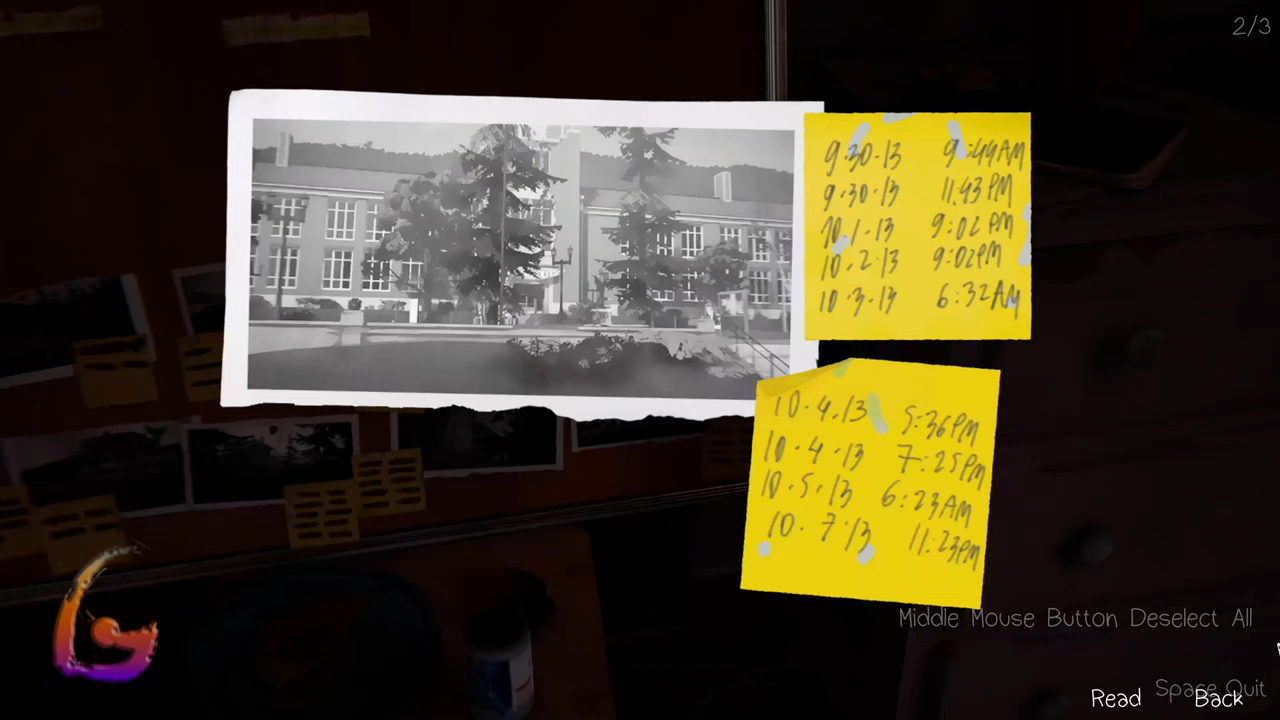 2/3
9.30.13 9:44AM
9.30.13 11:43PM
10.1.13 9:02PM
10.2.13 9:02PM
10.3.13 6:32AM
10.4.13 5:36PM
10.4.13 7:25PM
10.5.13 6:23AM
10.7.13 11:23PM
Middle Mouse Button Deselect All
Space Quit
Read Back